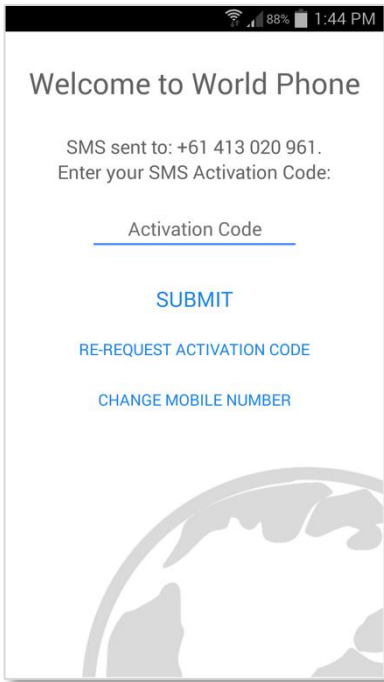 88% 1:44 PM
Welcome to World Phone
SMS sent to: +61 413 020 961.
Enter your SMS Activation Code:
Activation Code
SUBMIT
RE-REQUEST ACTIVATION CODE
CHANGE MOBILE NUMBER